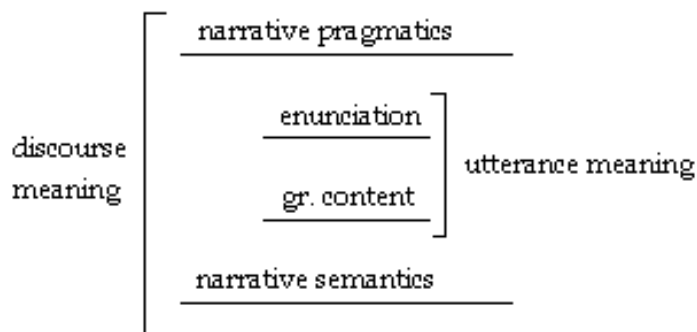 narrative pragmatics
enunciation
discourse
meaning
utterance meaning
gr. content
narrative semantics